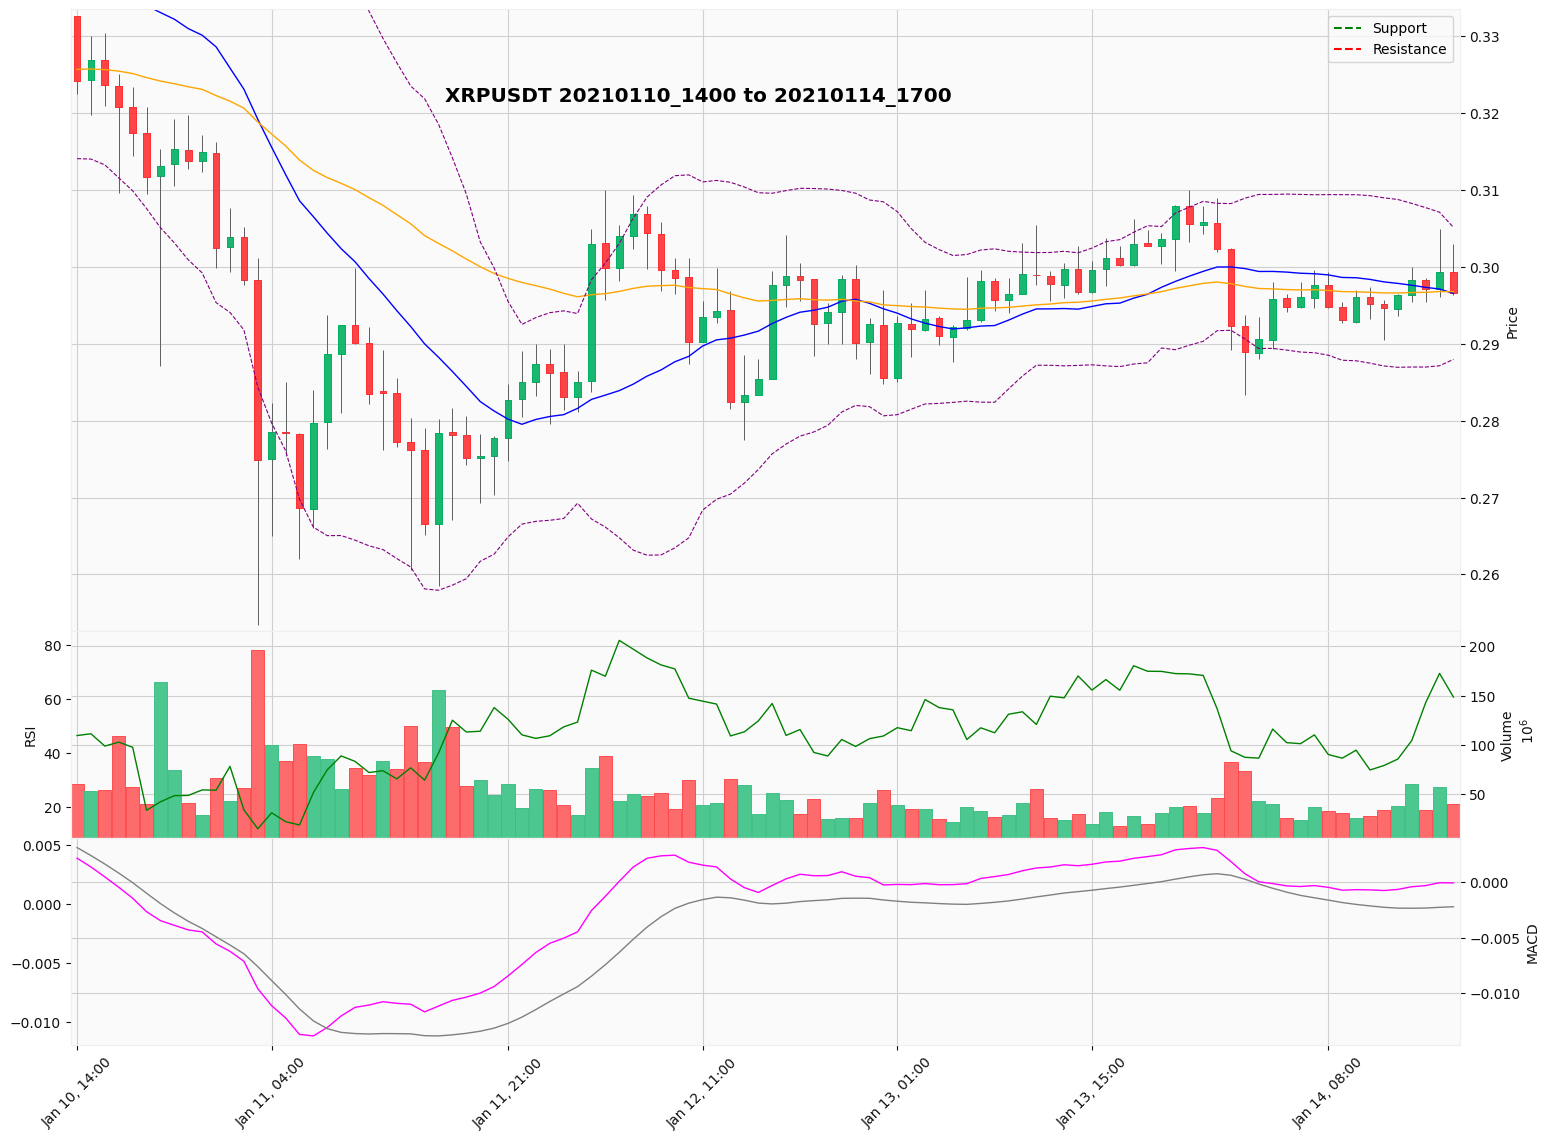 XRPUSDT 20210110_1400 to 20210114_1700
Support
Resistance
0.33
0.32
0.31
0.30
0.29
0.28
0.27
0.26
Price
80
60
40
20
RSI
200
150
100
50
Volume
10^6
0.005
0.000
−0.005
−0.010
0.000
−0.005
−0.010
MACD
Jan 10, 14:00
Jan 11, 04:00
Jan 11, 21:00
Jan 12, 11:00
Jan 13, 01:00
Jan 13, 15:00
Jan 14, 08:00